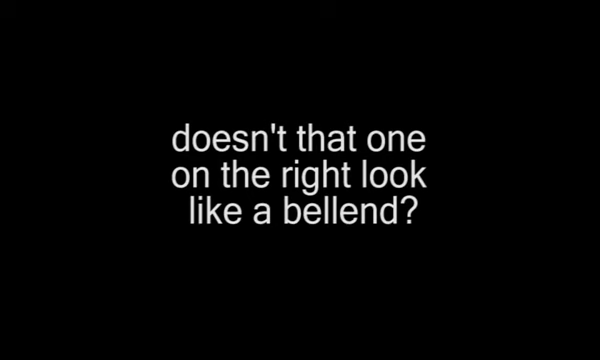 doesn't that one
on the right look
like a bellend?